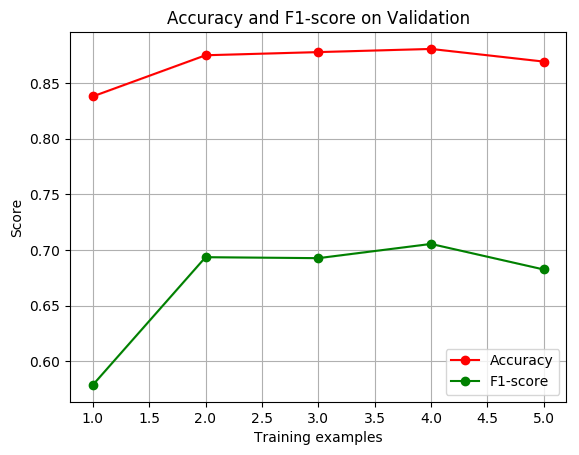 Accuracy and F1-score on Validation
Score
0.85
0.80
0.75
0.70
0.65
0.60
1.0 1.5 2.0 2.5 3.0 3.5 4.0 4.5 5.0
Training examples
Accuracy
F1-score